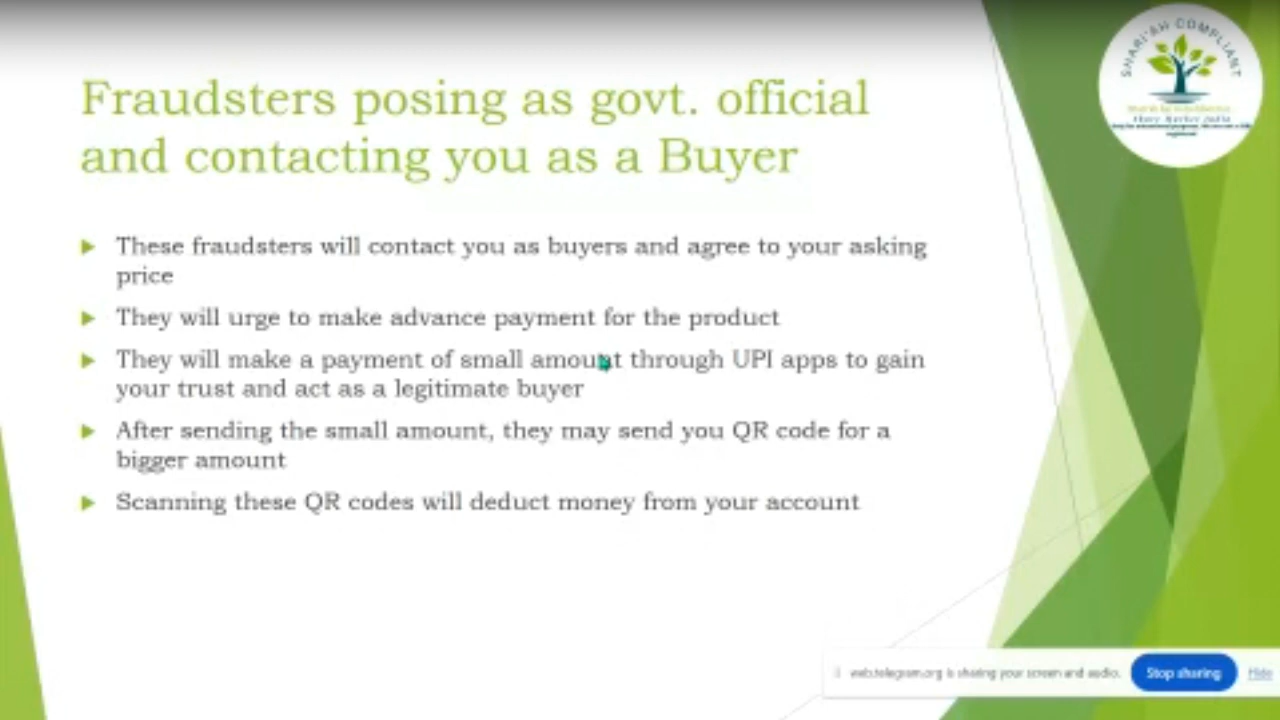 SHARI'AH COMPLIANT
Fraudsters posing as govt. official
and contacting you as a Buyer
These fraudsters will contact you as buyers and agree to your asking
price
They will urge to make advance payment for the product
They will make a payment of small amount through UPI apps to gain
your trust and act as a legitimate buyer
After sending the small amount, they may send you QR code for a
bigger amount
Scanning these QR codes will deduct money from your account
web.telegram.org is sharing your screen and audio.
Stop sharing
Hide